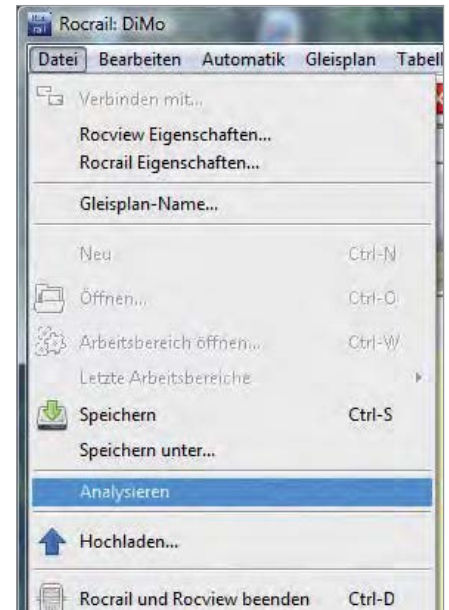 Rocrail: DiMo
Datei Bearbeiten Automatik Gleisplan Tabell
Verbinden mit...
Rocview Eigenschaften...
Rocrail Eigenschaften...
Gleisplan-Name...
Neu Ctrl-N
Öffnen... Ctrl-O
Arbeitsbereich öffnen... Ctrl-W
Letzte Arbeitsbereiche
Speichern Ctrl-S
Speichern unter...
Analysieren
Hochladen...
Rocrail und Rocview beenden Ctrl-D